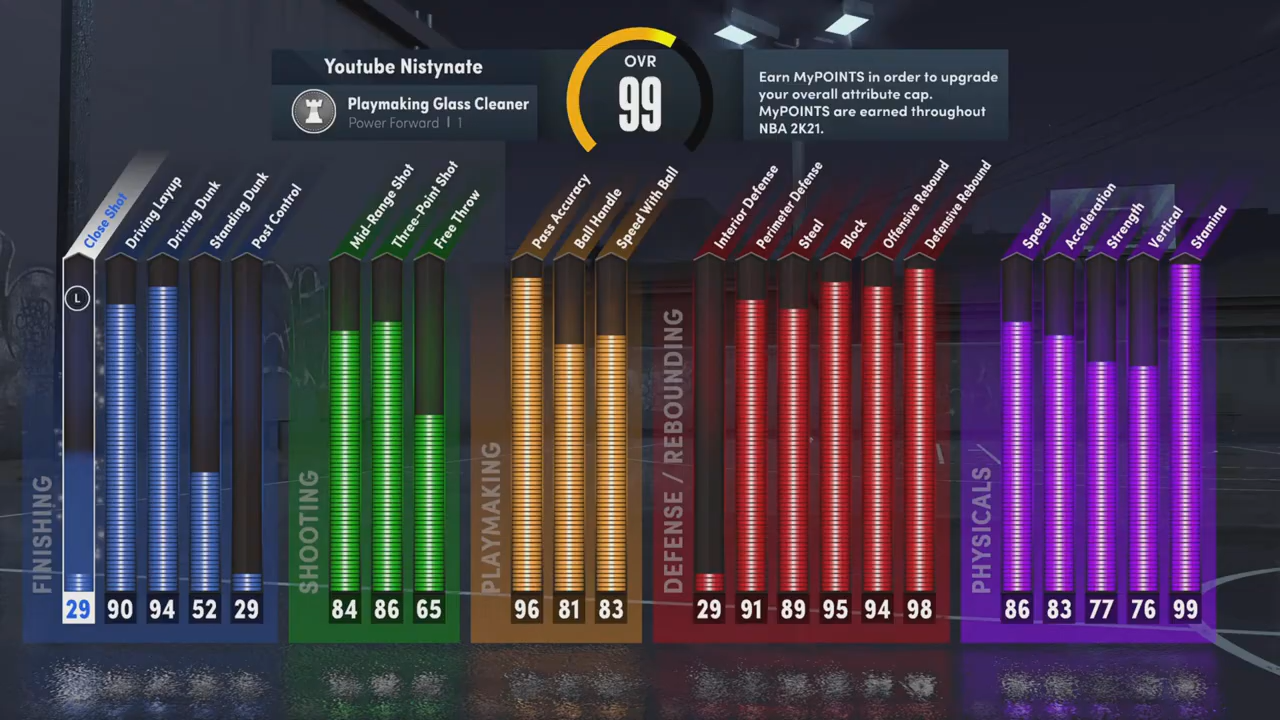 Youtube Nistynate
Playmaking Glass Cleaner
Power Forward | 1
OVR
99
Earn MyPOINTS in order to upgrade
your overall attribute cap.
MyPOINTS are earned throughout
NBA 2K21.
FINISHING
Close Shot
Driving Layup
Driving Dunk
Standing Dunk
Post Control
L
29 90 94 52 29
SHOOTING
Mid-Range Shot
Three-Point Shot
Free Throw
84 86 65
PLAYMAKING
Pass Accuracy
Ball Handle
Speed With Ball
96 81 83
DEFENSE / REBOUNDING
Interior Defense
Perimeter Defense
Steal
Block
Offensive Rebound
Defensive Rebound
29 91 89 95 94 98
PHYSICALS
Speed
Acceleration
Strength
Vertical
Stamina
86 83 77 76 99